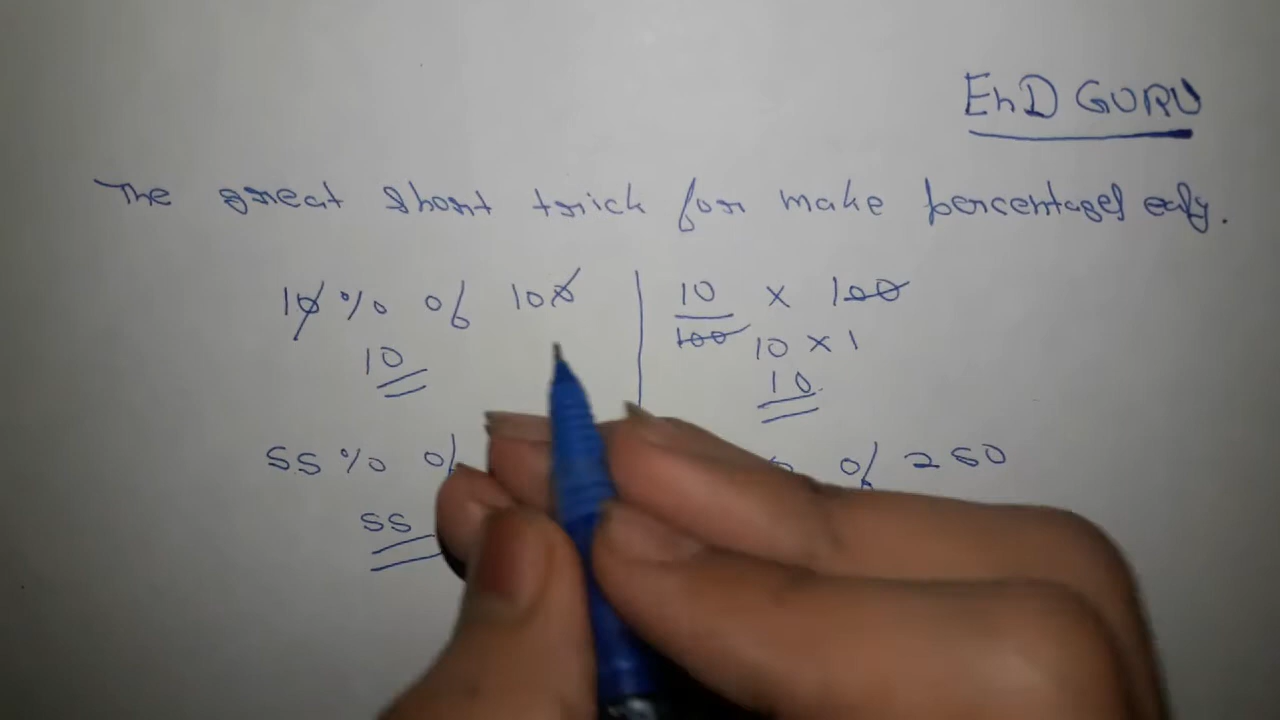 EhD GURU
The great short trick for make percentages easy.
10% of 100 10 × 100
100 10 × 1
10 10
55% of of 250
55